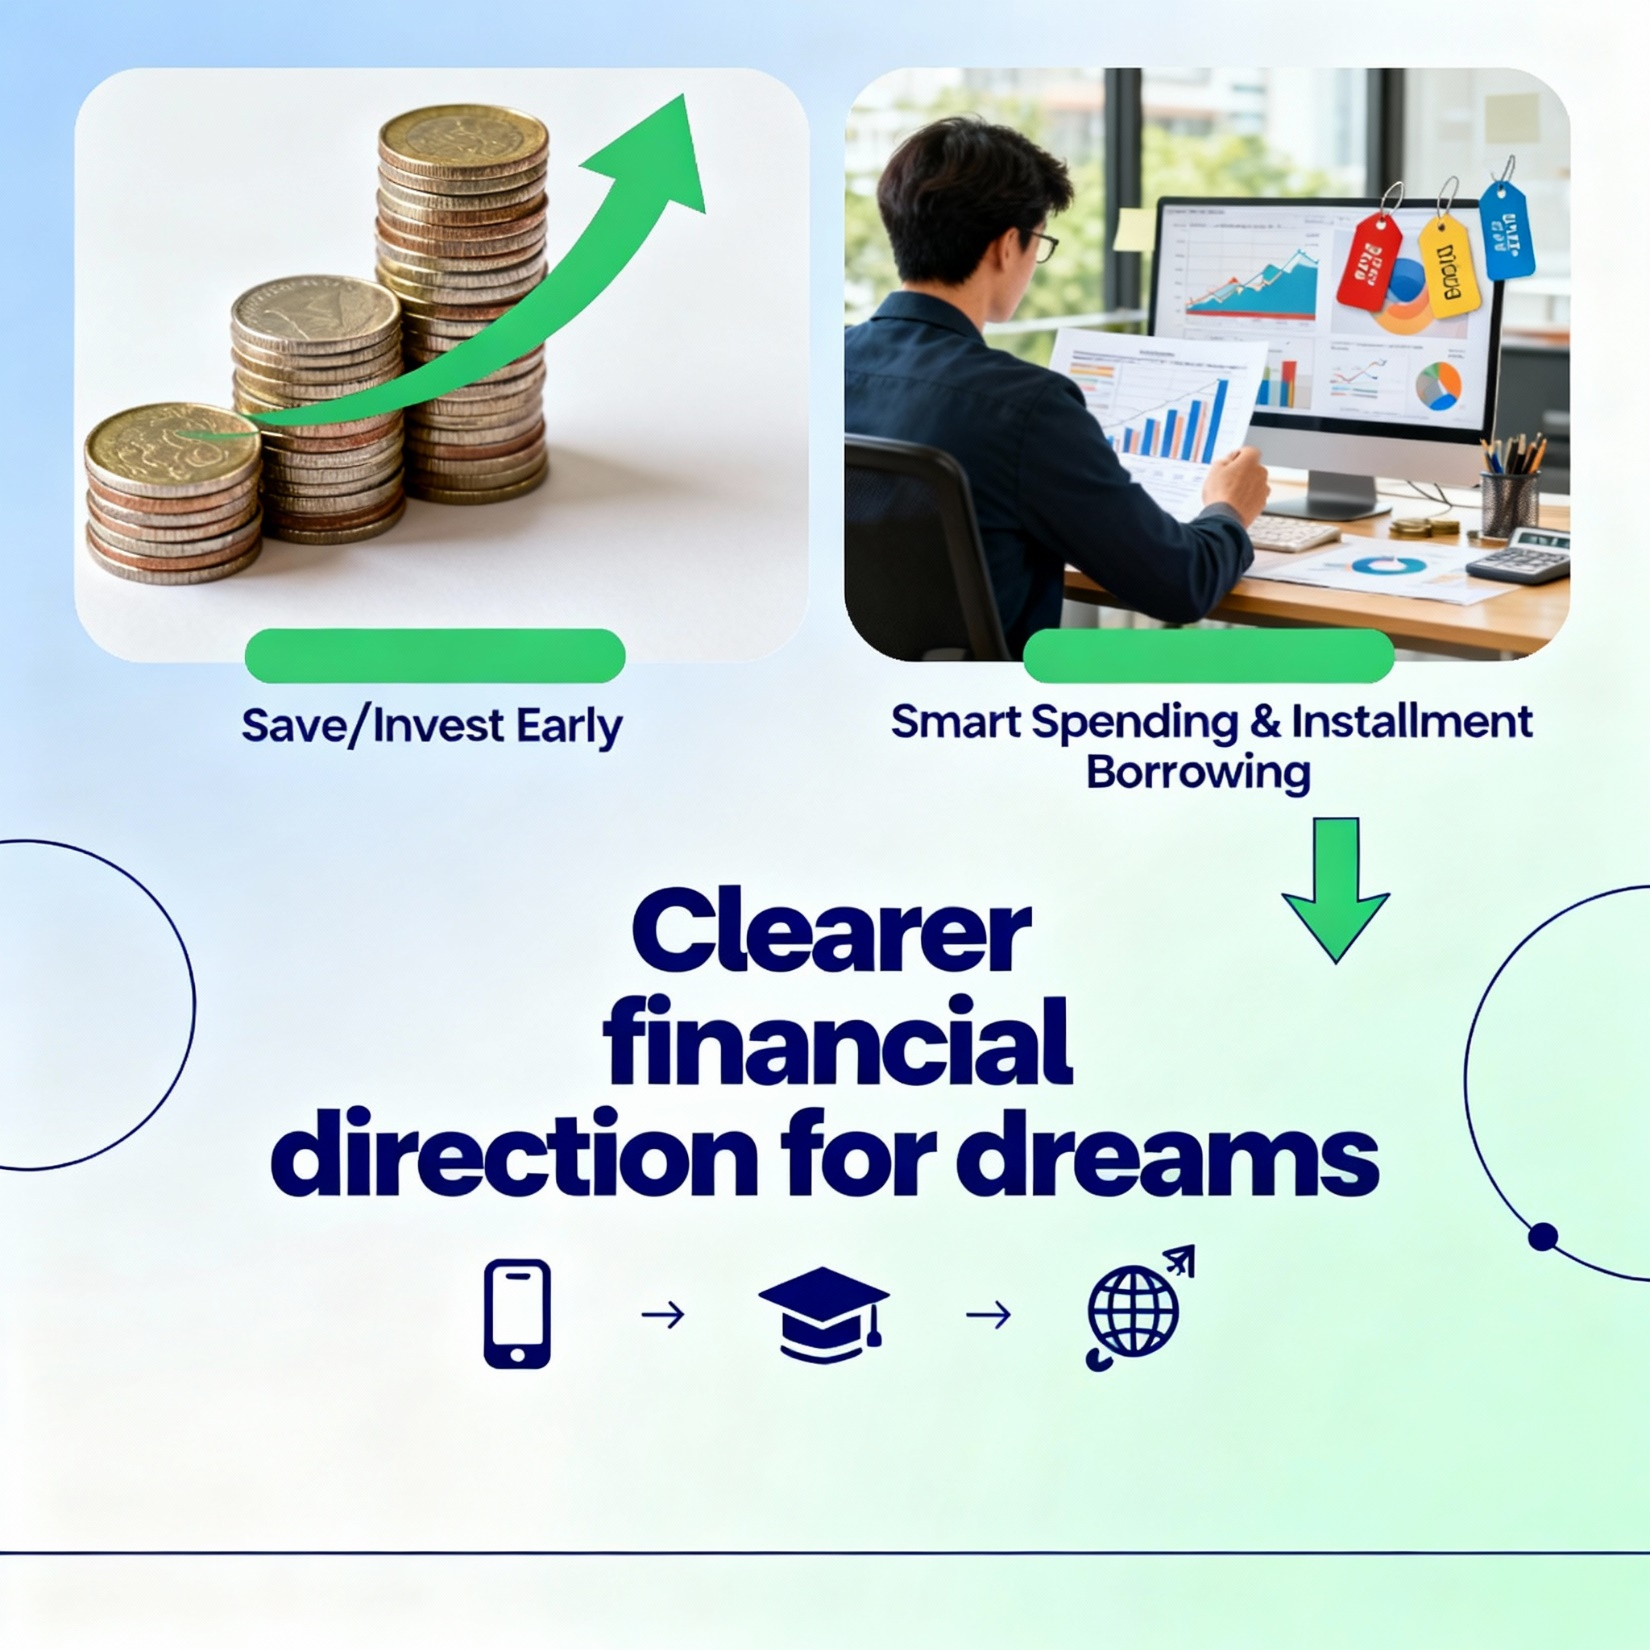 Save/Invest Early
Smart Spending & Installment
Borrowing
Clearer
financial
direction for dreams